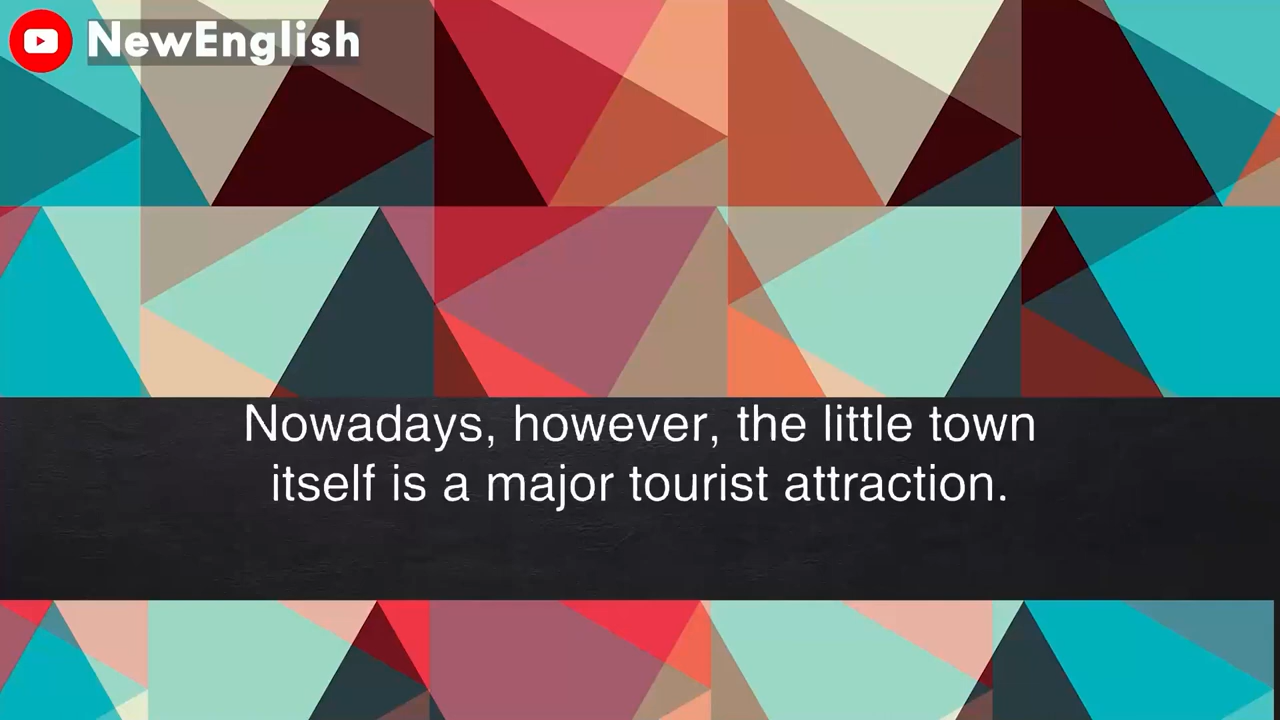 NewEnglish
Nowadays, however, the little town
itself is a major tourist attraction.